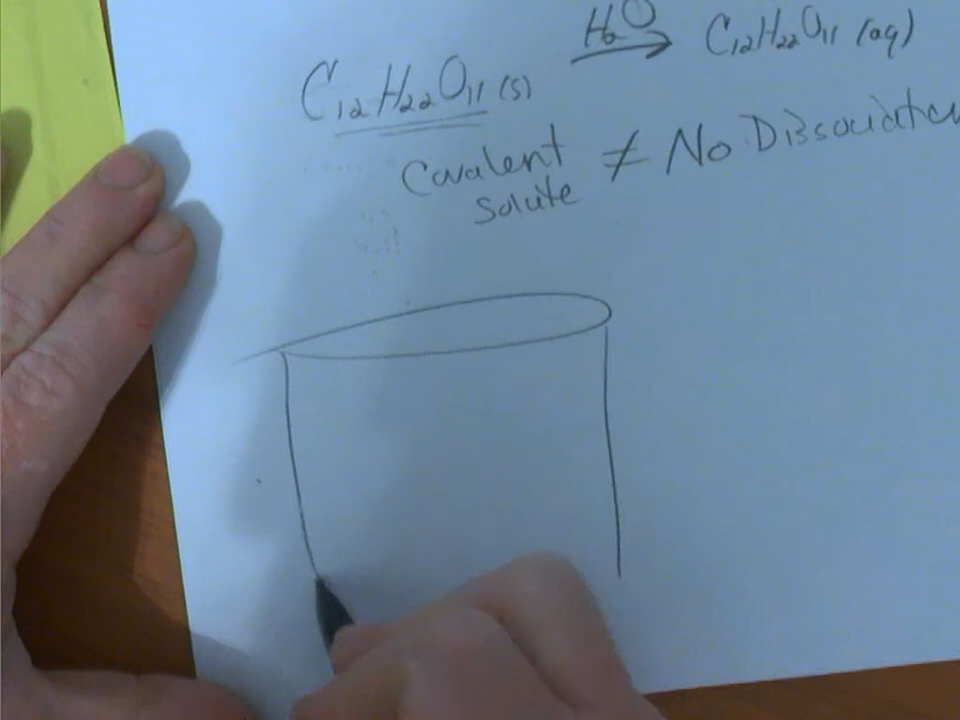 C₁₂H₂₂O₁₁ (s) H₂O → C₁₂H₂₂O₁₁ (aq)
Covalent ≠ No Dissociation
solute